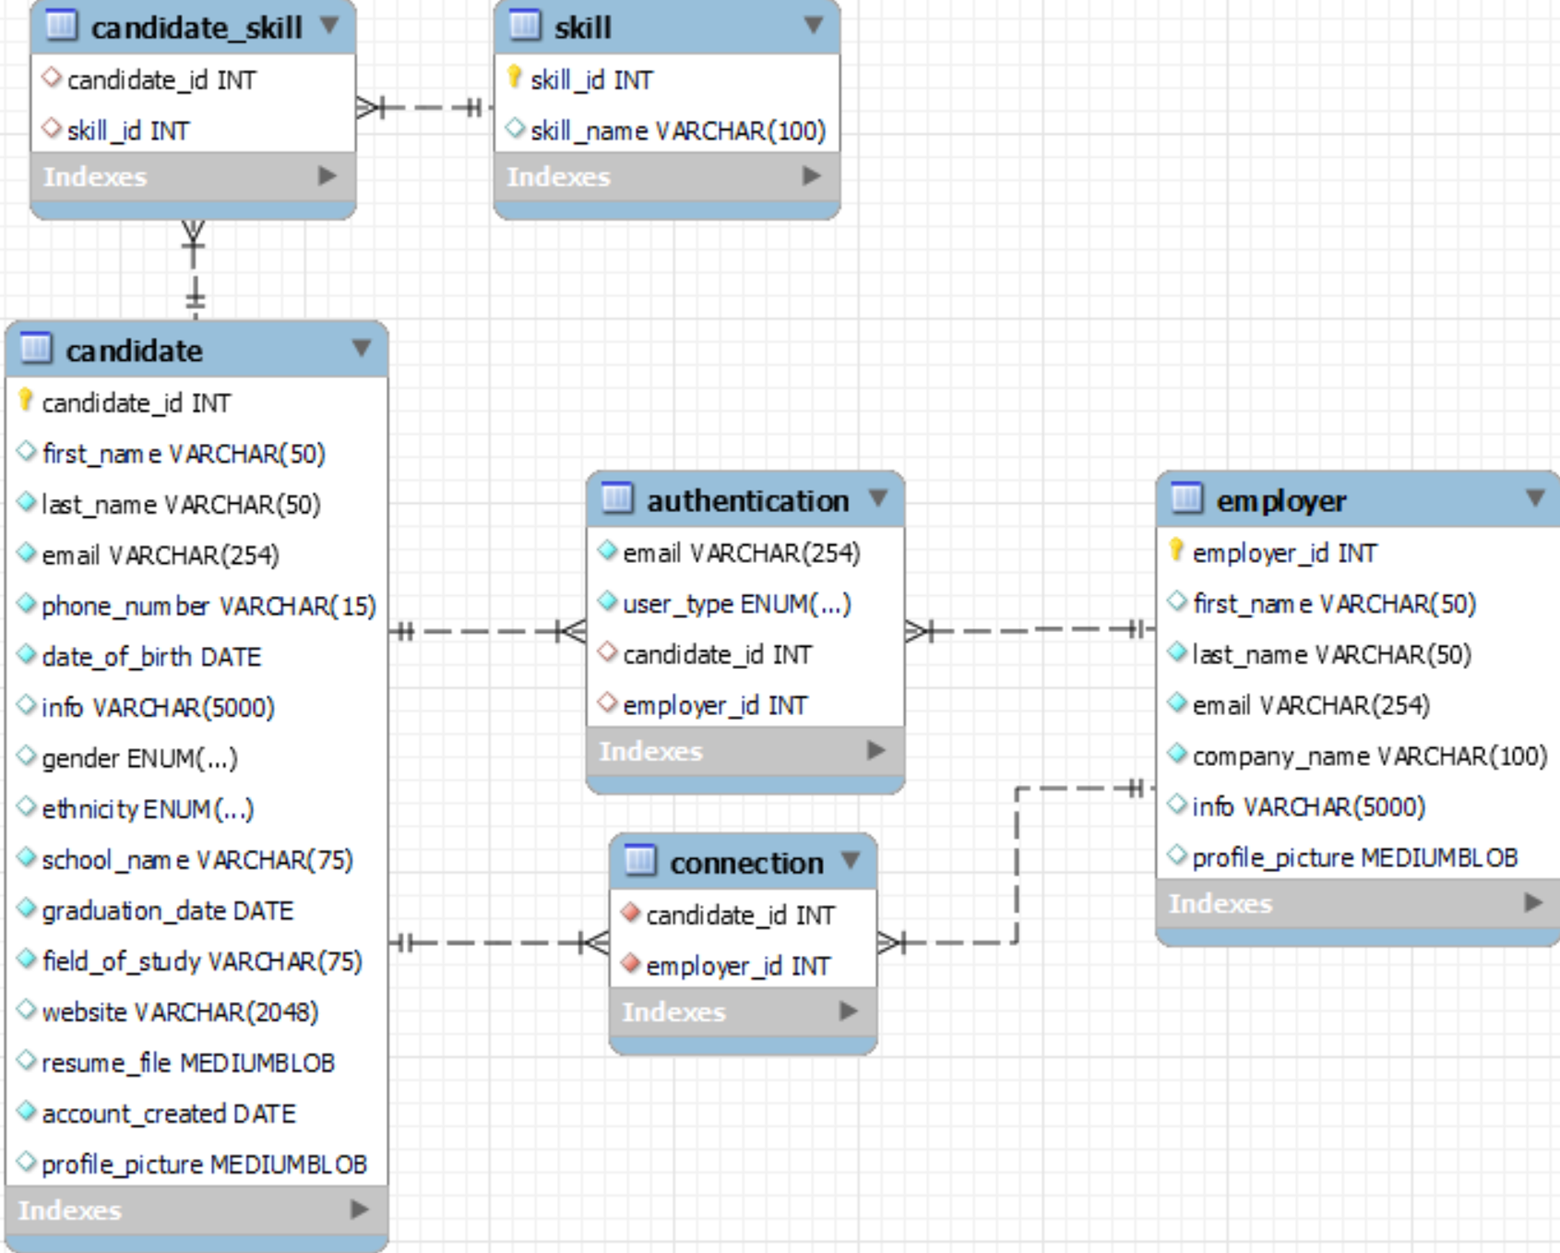 candidate_skill
candidate_id INT
skill_id INT
Indexes
skill
skill_id INT
skill_name VARCHAR(100)
Indexes
candidate
candidate_id INT
first_name VARCHAR(50)
last_name VARCHAR(50)
email VARCHAR(254)
phone_number VARCHAR(15)
date_of_birth DATE
info VARCHAR(5000)
gender ENUM(...)
ethnicity ENUM(...)
school_name VARCHAR(75)
graduation_date DATE
field_of_study VARCHAR(75)
website VARCHAR(2048)
resume_file MEDIUMBLOB
account_created DATE
profile_picture MEDIUMBLOB
Indexes
authentication
email VARCHAR(254)
user_type ENUM(...)
candidate_id INT
employer_id INT
Indexes
connection
candidate_id INT
employer_id INT
Indexes
employer
employer_id INT
first_name VARCHAR(50)
last_name VARCHAR(50)
email VARCHAR(254)
company_name VARCHAR(100)
info VARCHAR(5000)
profile_picture MEDIUMBLOB
Indexes